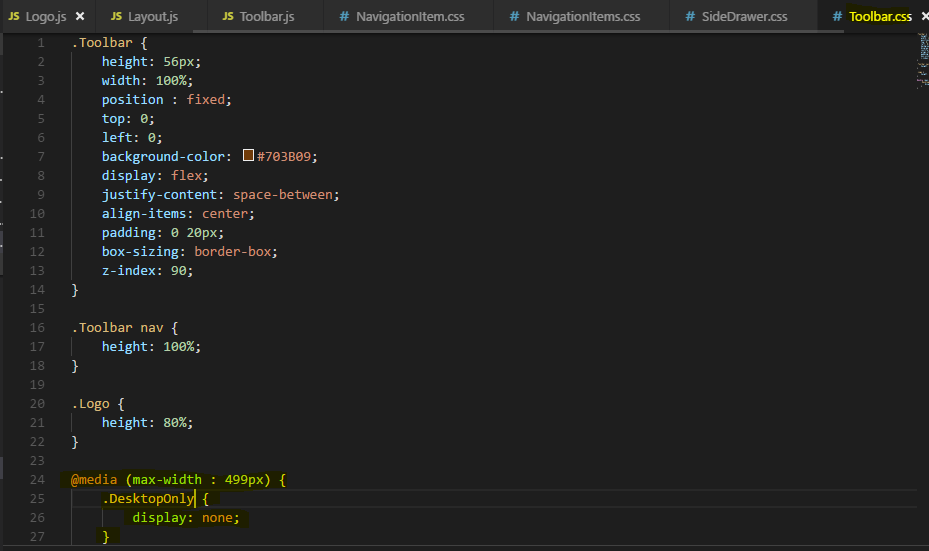 JS Logo.js × JS Layout.js JS Toolbar.js # NavigationItem.css # NavigationItems.css # SideDrawer.css # Toolbar.css ×
1 .Toolbar {
2 height: 56px;
3 width: 100%;
4 position : fixed;
5 top: 0;
6 left: 0;
7 background-color: #703B09;
8 display: flex;
9 justify-content: space-between;
10 align-items: center;
11 padding: 0 20px;
12 box-sizing: border-box;
13 z-index: 90;
14 }
15
16 .Toolbar nav {
17 height: 100%;
18 }
19
20 .Logo {
21 height: 80%;
22 }
23
24 @media (max-width : 499px) {
25 .DesktopOnly {
26 display: none;
27 }